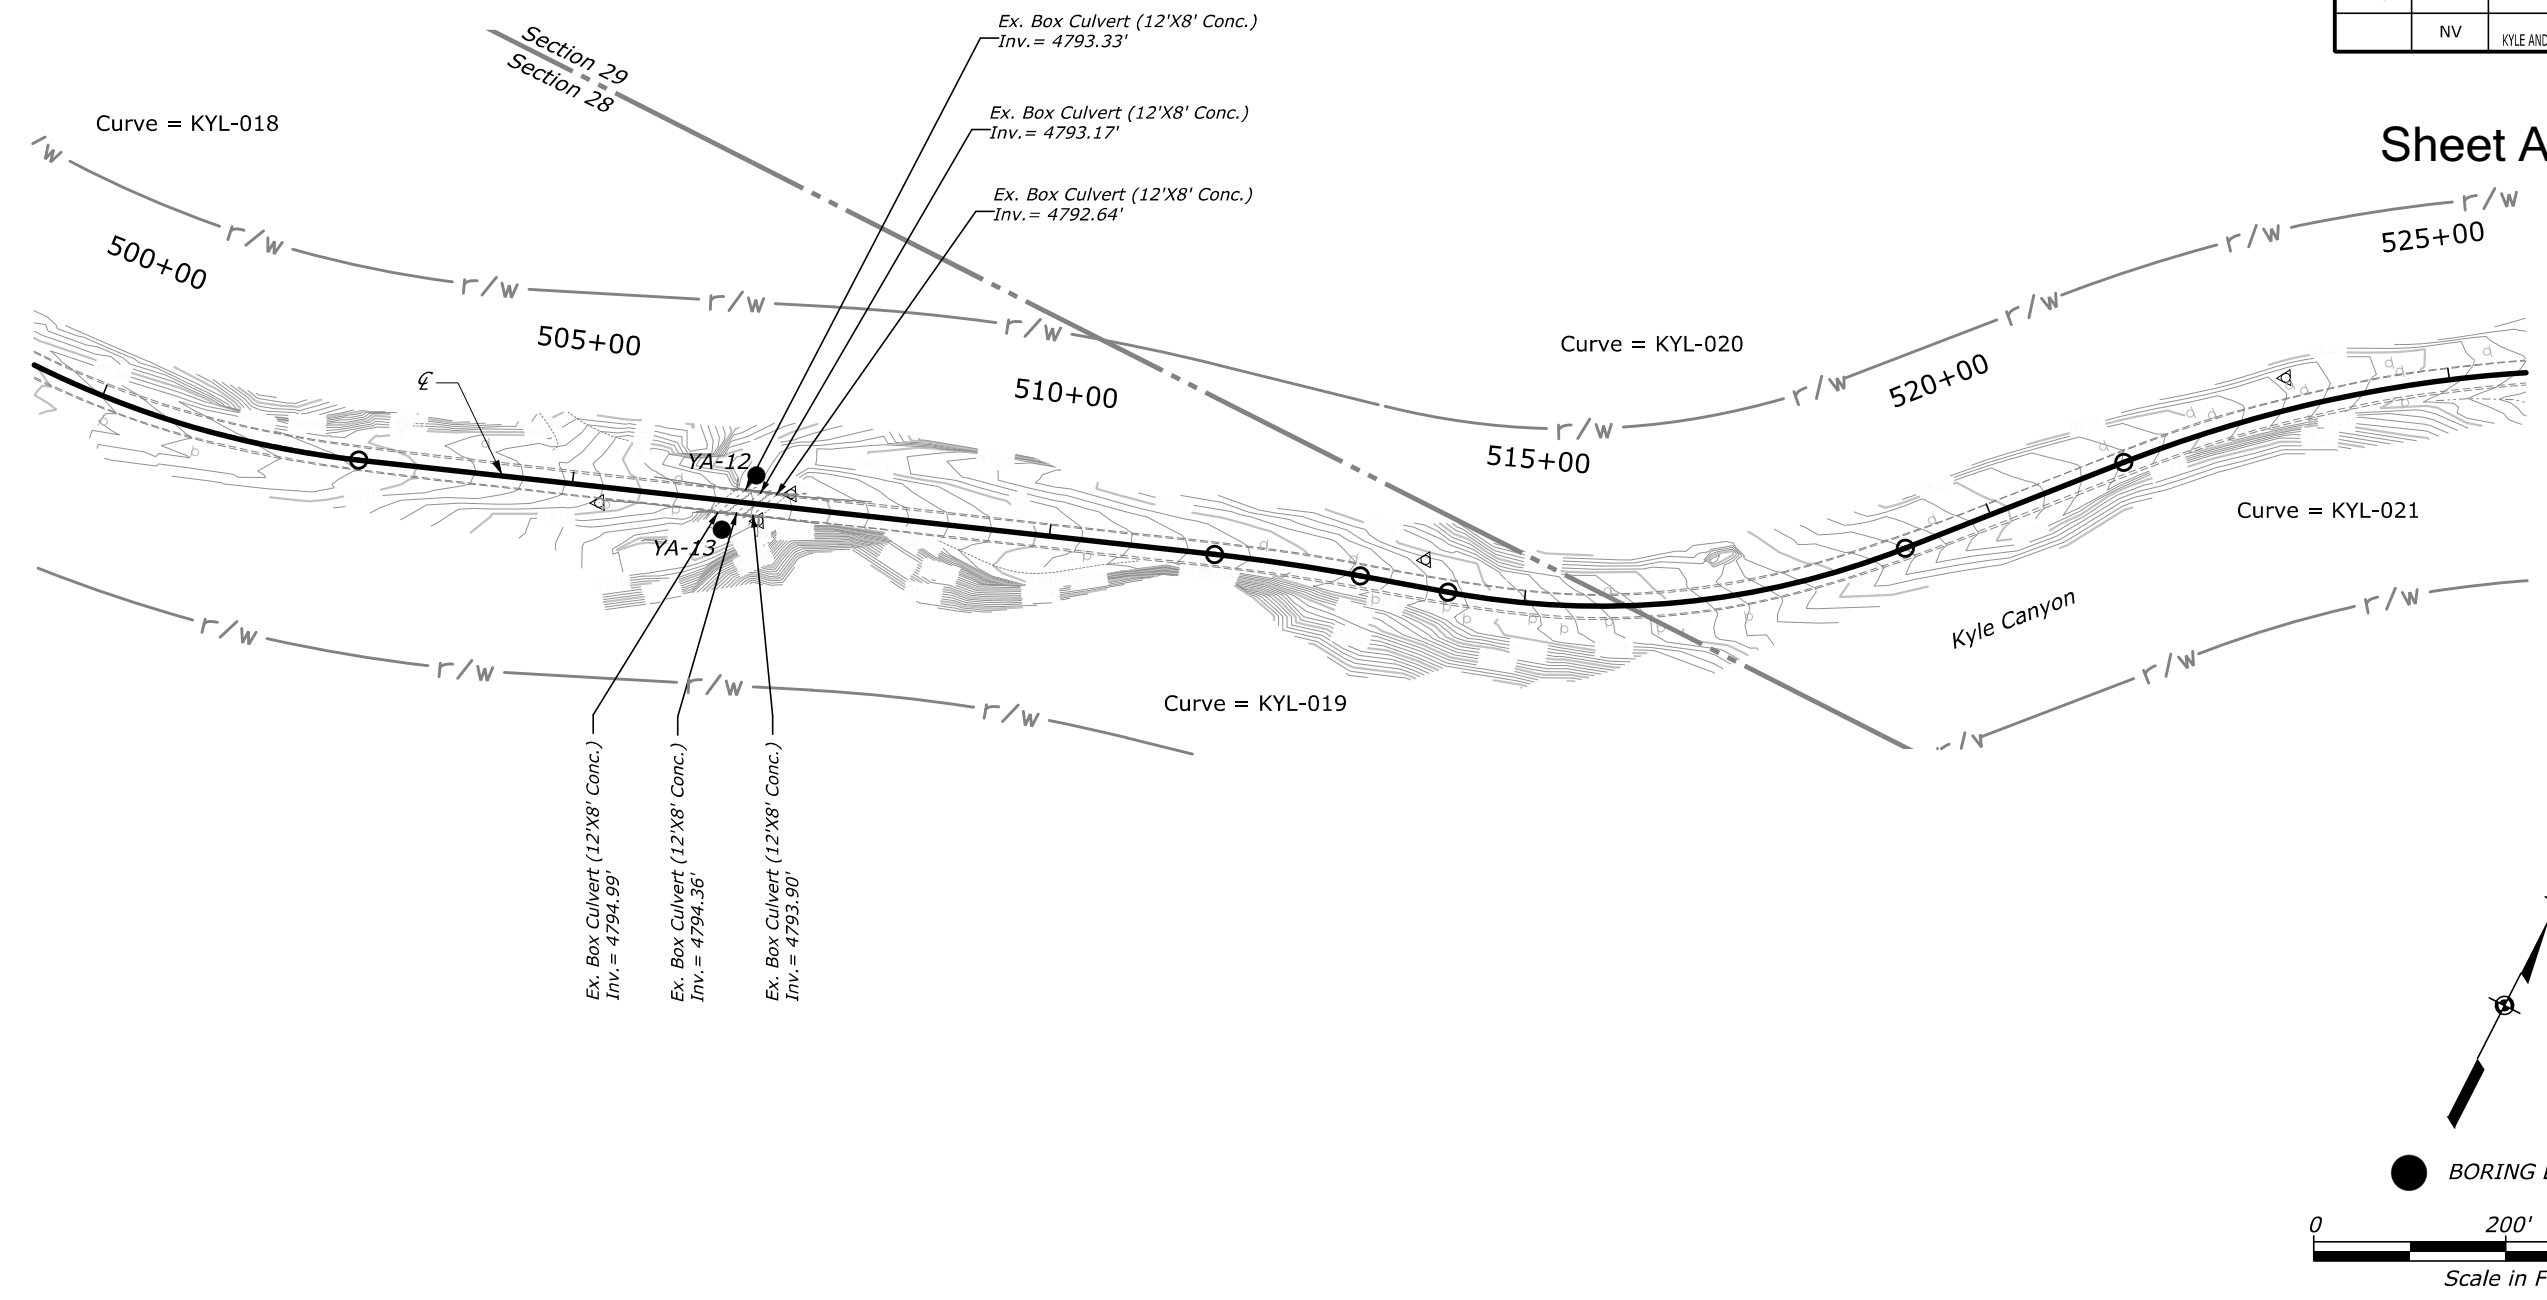 Ex. Box Culvert (12'X8' Conc.)
Inv.= 4793.33'
NV
KYLE AND
Section 29
Section 28
Curve = KYL-018
Ex. Box Culvert (12'X8' Conc.)
Inv.= 4793.17'
Sheet A
Ex. Box Culvert (12'X8' Conc.)
Inv.= 4792.64'
/w
r/w
r/w
r/w
r/w
r/w
r/w
r/w
r/w
r/w
500+00
505+00
510+00
515+00
520+00
525+00
Curve = KYL-020
℄
YA-12
YA-13
Curve = KYL-021
Kyle Canyon
Curve = KYL-019
r/w
r/w
r/w
r/w
r/w
r/w
Ex. Box Culvert (12'X8' Conc.)
Inv.= 4794.99'
Ex. Box Culvert (12'X8' Conc.)
Inv.= 4794.36'
Ex. Box Culvert (12'X8' Conc.)
Inv.= 4793.90'
BORING
0 200'
Scale in F